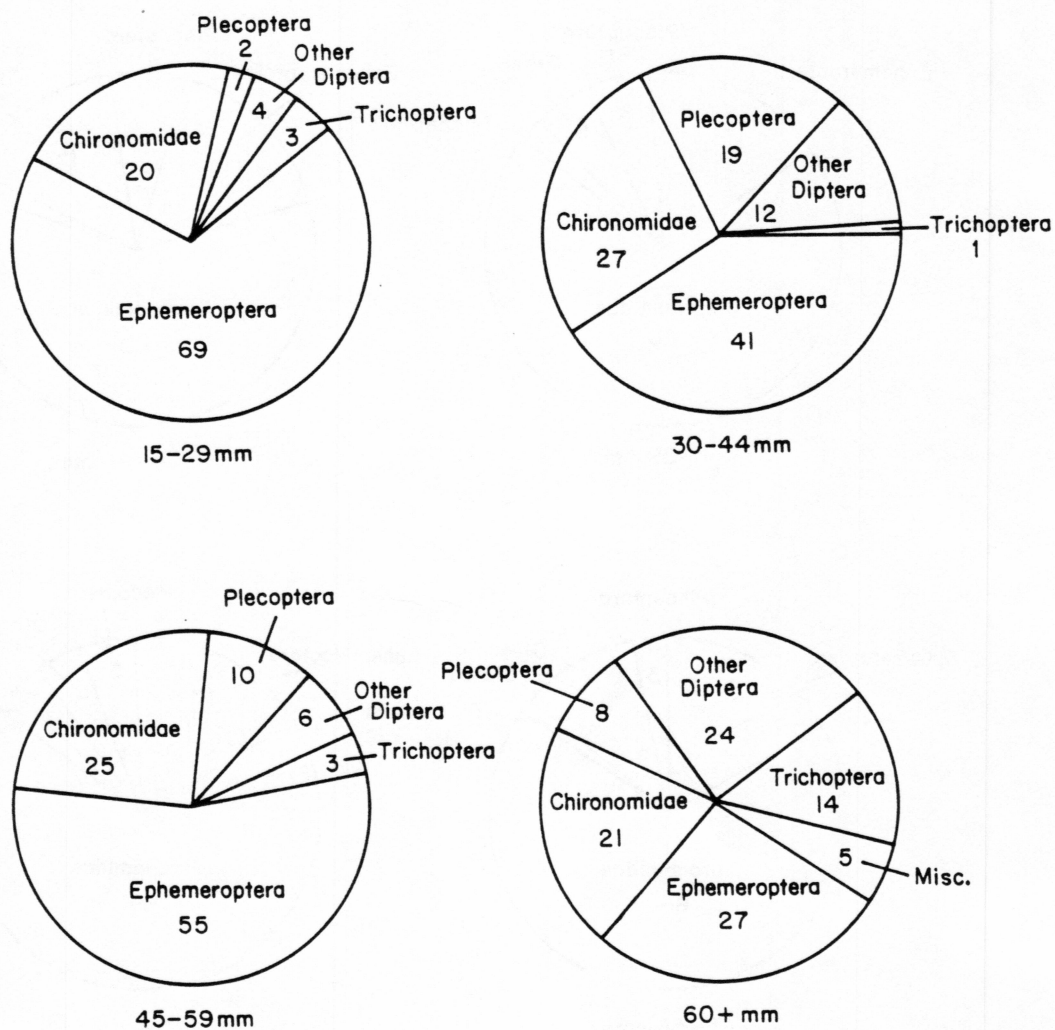 Plecoptera
2
Other
Diptera
4
Trichoptera
3
Chironomidae
20
Ephemeroptera
69
15-29mm
Plecoptera
19
Other
Diptera
12
Trichoptera
1
Chironomidae
27
Ephemeroptera
41
30-44mm
Plecoptera
10
Other
Diptera
6
Trichoptera
3
Chironomidae
25
Ephemeroptera
55
45-59mm
Plecoptera
8
Other
Diptera
24
Trichoptera
14
5
Misc.
Chironomidae
21
Ephemeroptera
27
60+mm